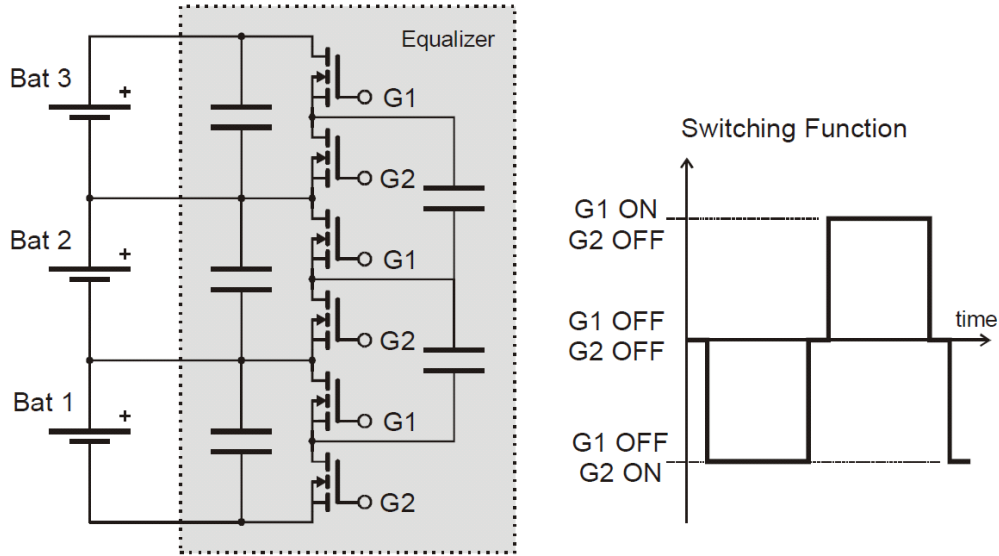 Equalizer
Bat 3
+
G1
G2
Bat 2
+
G1
G2
Bat 1
+
G1
G2
Switching Function
G1 ON
G2 OFF
G1 OFF
G2 OFF
time
G1 OFF
G2 ON